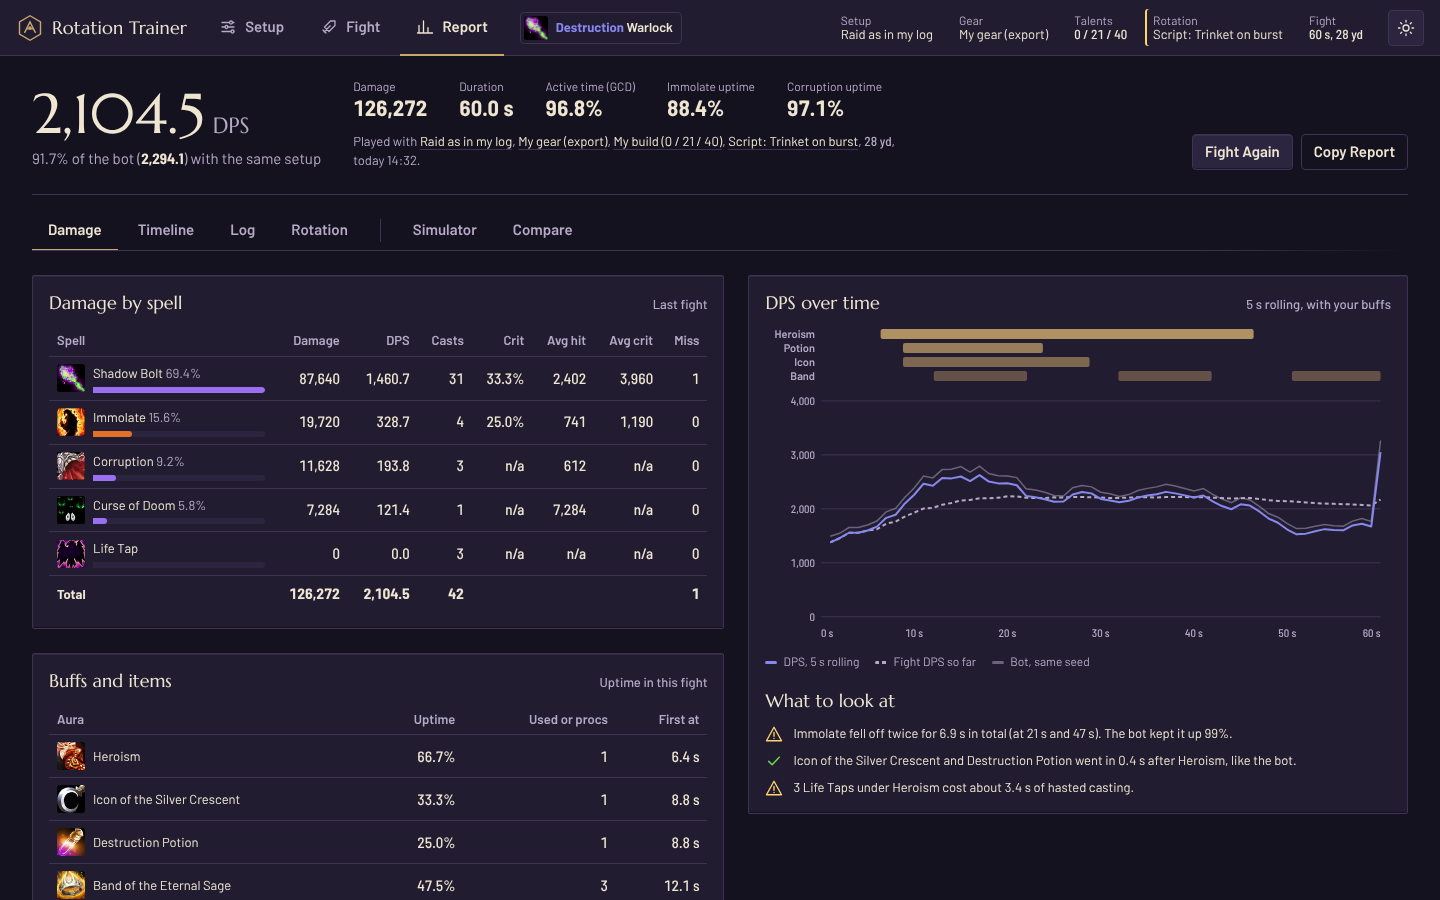 Rotation Trainer
Setup
Fight
Report
Destruction Warlock
Setup
Raid as in my log
Gear
My gear (export)
Talents
0 / 21 / 40
Rotation
Script: Trinket on burst
Fight
60 s, 28 yd
2,104.5 DPS
91.7% of the bot (2,294.1) with the same setup
Damage
126,272
Duration
60.0 s
Active time (GCD)
96.8%
Immolate uptime
88.4%
Corruption uptime
97.1%
Played with Raid as in my log, My gear (export), My build (0 / 21 / 40), Script: Trinket on burst, 28 yd,
today 14:32.
Fight Again
Copy Report
Damage
Timeline
Log
Rotation
Simulator
Compare
Damage by spell
Last fight
Spell Damage DPS Casts Crit Avg hit Avg crit Miss
Shadow Bolt 69.4% 87,640 1,460.7 31 33.3% 2,402 3,960 1
Immolate 15.6% 19,720 328.7 4 25.0% 741 1,190 0
Corruption 9.2% 11,628 193.8 3 n/a 612 n/a 0
Curse of Doom 5.8% 7,284 121.4 1 n/a 7,284 n/a 0
Life Tap 0 0.0 3 n/a n/a n/a 0
Total 126,272 2,104.5 42 1
Buffs and items
Uptime in this fight
Aura Uptime Used or procs First at
Heroism 66.7% 1 6.4 s
Icon of the Silver Crescent 33.3% 1 8.8 s
Destruction Potion 25.0% 1 8.8 s
Band of the Eternal Sage 47.5% 3 12.1 s
DPS over time
5 s rolling, with your buffs
Heroism
Potion
Icon
Band
4,000
3,000
2,000
1,000
0
0 s 10 s 20 s 30 s 40 s 50 s 60 s
DPS, 5 s rolling
Fight DPS so far
Bot, same seed
What to look at
Immolate fell off twice for 6.9 s in total (at 21 s and 47 s). The bot kept it up 99%.
Icon of the Silver Crescent and Destruction Potion went in 0.4 s after Heroism, like the bot.
3 Life Taps under Heroism cost about 3.4 s of hasted casting.